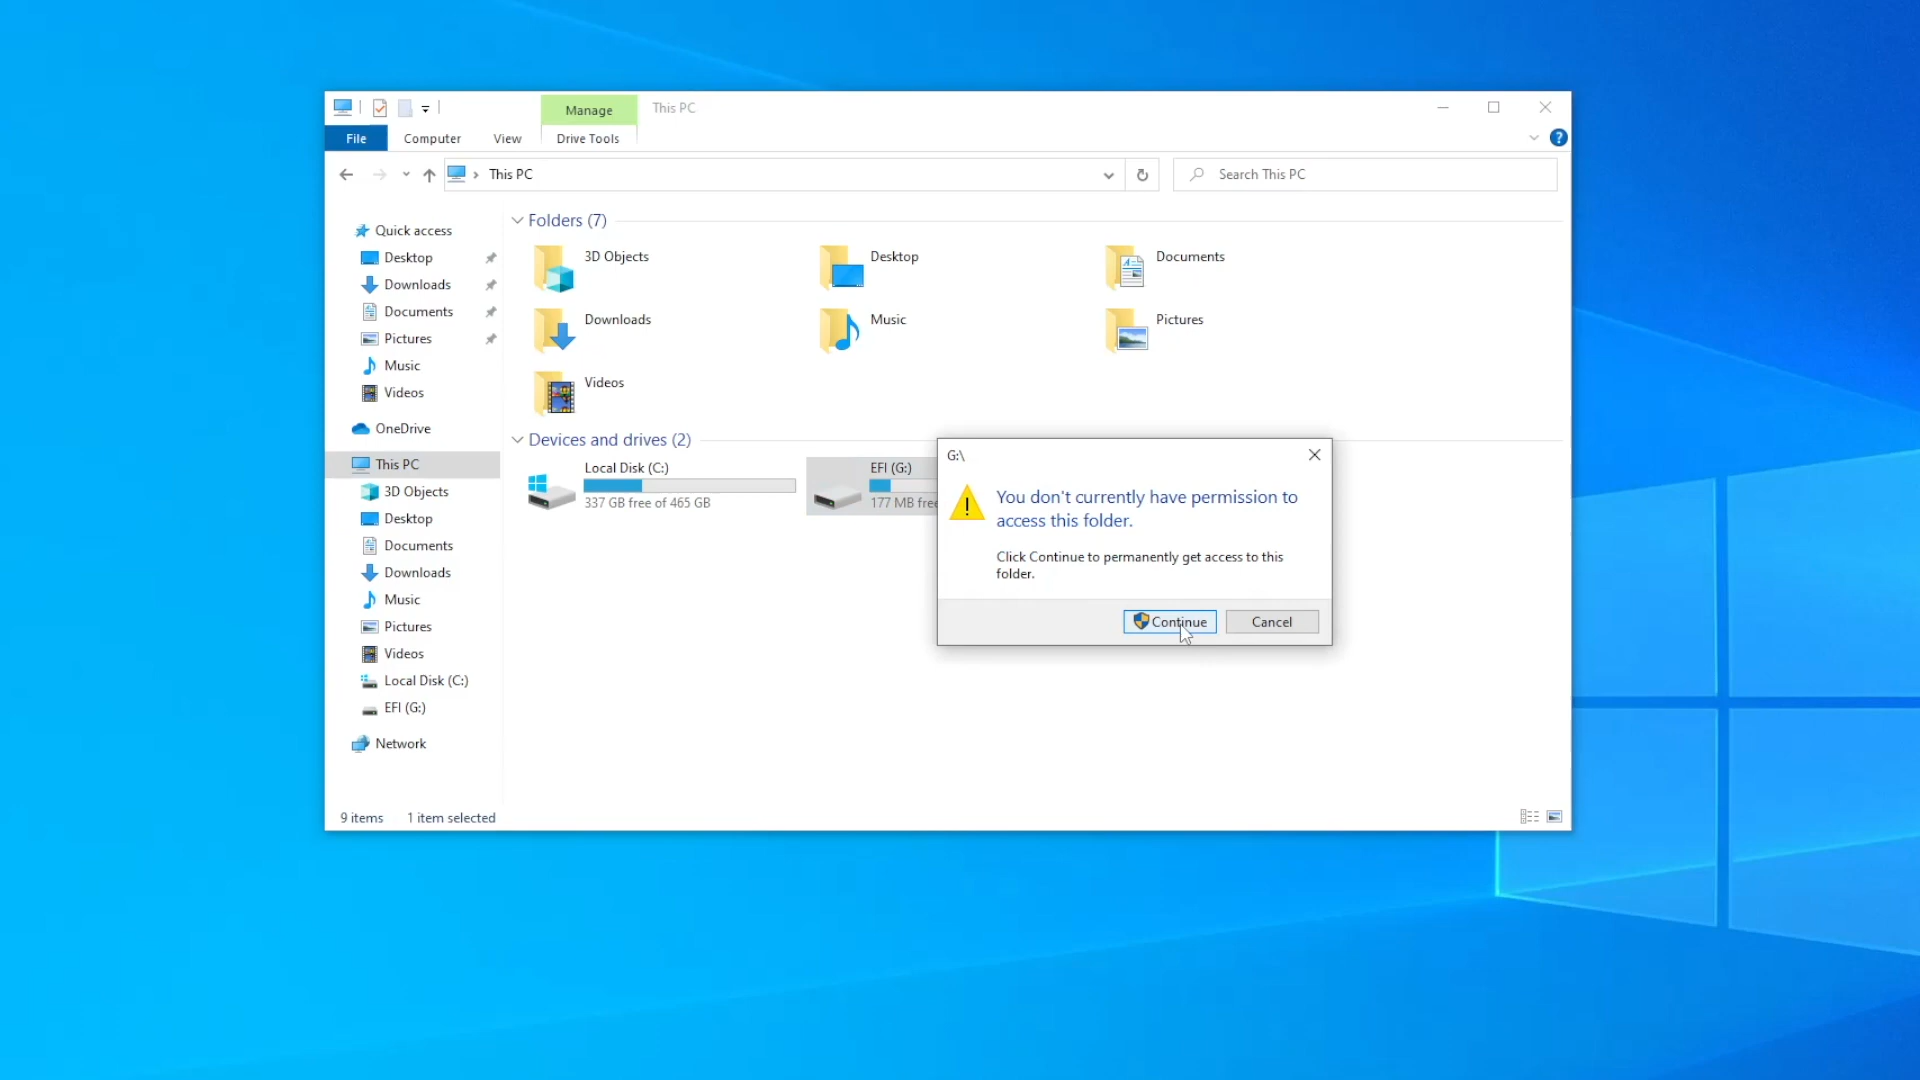 Manage
This PC
File
Computer
View
Drive Tools
This PC
Search This PC
Quick access
Desktop
Downloads
Documents
Pictures
Music
Videos
OneDrive
This PC
3D Objects
Desktop
Documents
Downloads
Music
Pictures
Videos
Local Disk (C:)
EFI (G:)
Network
Folders (7)
3D Objects
Desktop
Documents
Downloads
Music
Pictures
Videos
Devices and drives (2)
Local Disk (C:)
337 GB free of 465 GB
EFI (G:)
177 MB free
G:\
You don't currently have permission to
access this folder.
Click Continue to permanently get access to this
folder.
Continue
Cancel
9 items
1 item selected